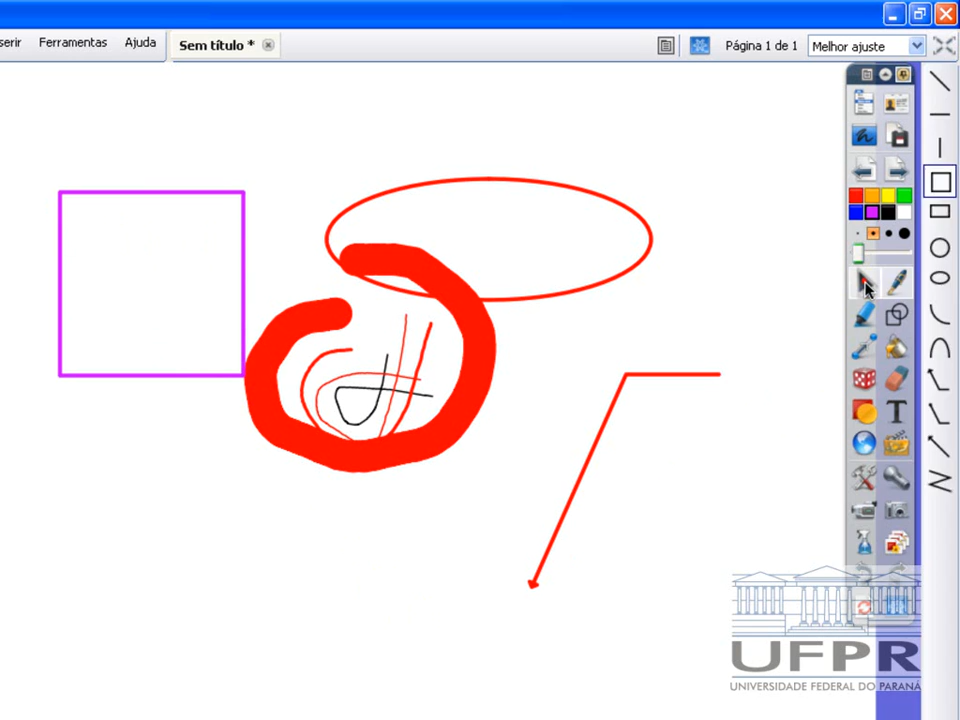 serir Ferramentas Ajuda Sem título * Página 1 de 1 Melhor ajuste
T
UFPR
UNIVERSIDADE FEDERAL DO PARANÁ